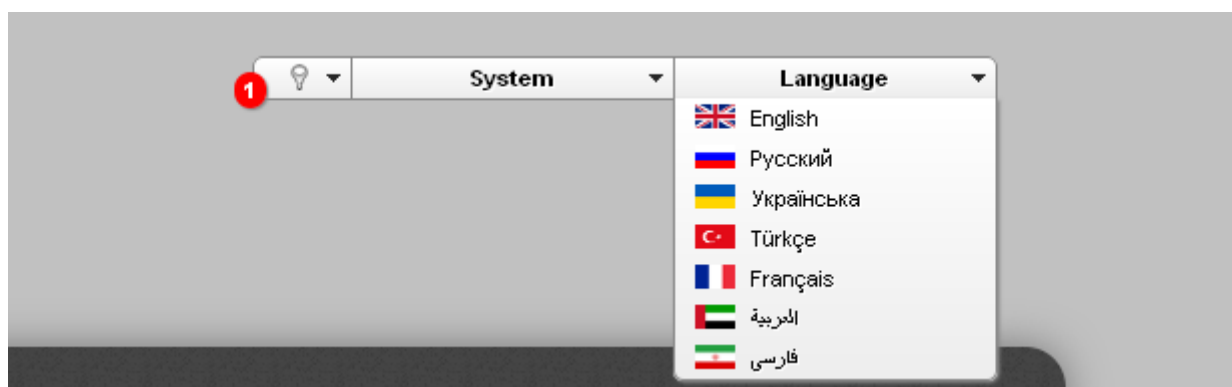 1 System Language
English
Русский
Українська
Türkçe
Français
العربية
فارسی